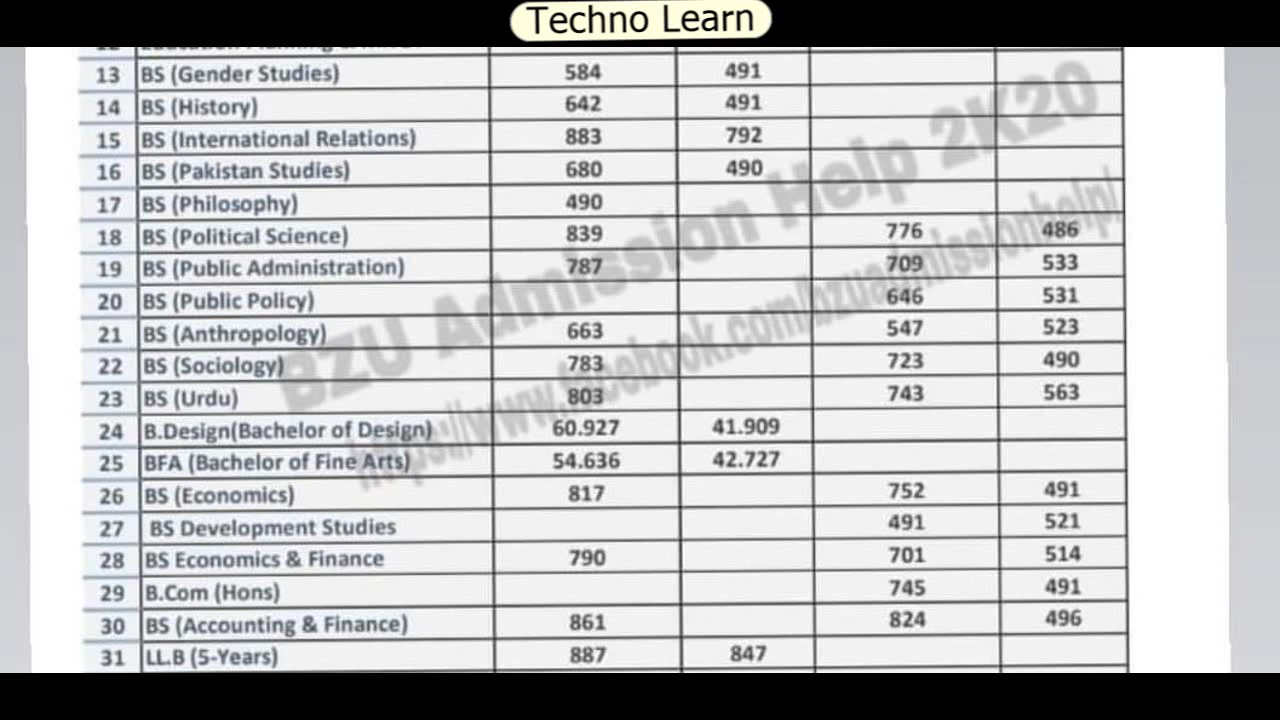 Techno Learn
13 BS (Gender Studies) 584 491
14 BS (History) 642 491
15 BS (International Relations) 883 792
16 BS (Pakistan Studies) 680 490
17 BS (Philosophy) 490
18 BS (Political Science) 839 776 486
19 BS (Public Administration) 787 709 533
20 BS (Public Policy) 646 531
21 BS (Anthropology) 663 547 523
22 BS (Sociology) 783 723 490
23 BS (Urdu) 803 743 563
24 B.Design(Bachelor of Design) 60.927 41.909
25 BFA (Bachelor of Fine Arts) 54.636 42.727
26 BS (Economics) 817 752 491
27 BS Development Studies 491 521
28 BS Economics & Finance 790 701 514
29 B.Com (Hons) 745 491
30 BS (Accounting & Finance) 861 824 496
31 LL.B (5-Years) 887 847
BZU Admission Help 2K20
https://www.facebook.com/bzuadmissionhelp/